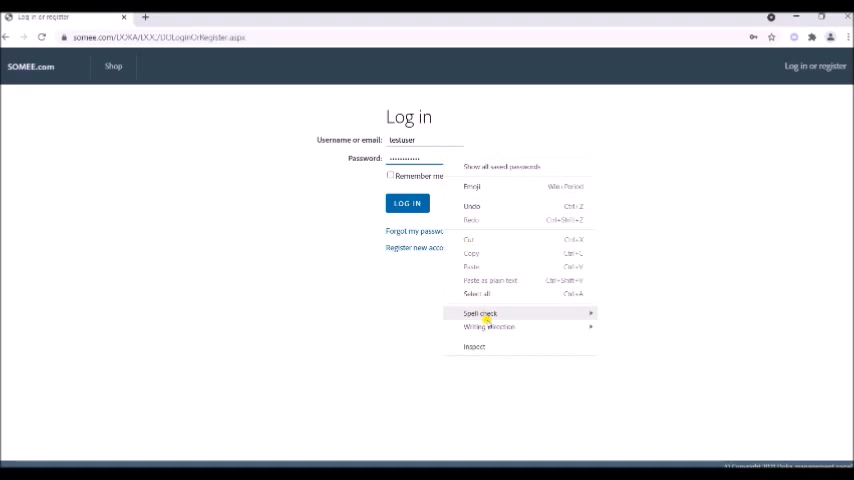 Log in or register
somee.com/DOKA/DOC/DOLoginOrRegister.aspx
SOMEE.com
Shop
Log in or register
Log in
Username or email: testuser
Password: ••••••••••••
Remember me
LOG IN
Forgot my passwo
Register new acco
Show all saved passwords
Emoji Win+Period
Undo Ctrl+Z
Redo Ctrl+Shift+Z
Cut Ctrl+X
Copy Ctrl+C
Paste Ctrl+V
Paste as plain text Ctrl+Shift+V
Select all Ctrl+A
Spell check
Writing direction
Inspect